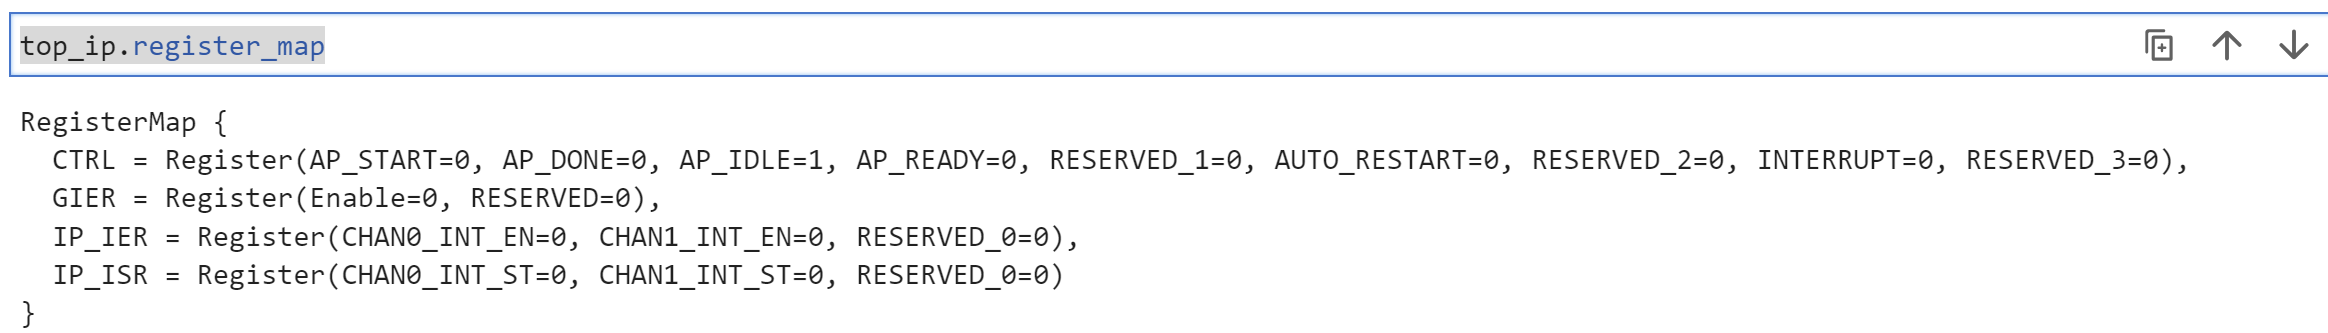 top_ip.register_map
RegisterMap {
  CTRL = Register(AP_START=0, AP_DONE=0, AP_IDLE=1, AP_READY=0, RESERVED_1=0, AUTO_RESTART=0, RESERVED_2=0, INTERRUPT=0, RESERVED_3=0),
  GIER = Register(Enable=0, RESERVED=0),
  IP_IER = Register(CHAN0_INT_EN=0, CHAN1_INT_EN=0, RESERVED_0=0),
  IP_ISR = Register(CHAN0_INT_ST=0, CHAN1_INT_ST=0, RESERVED_0=0)
}